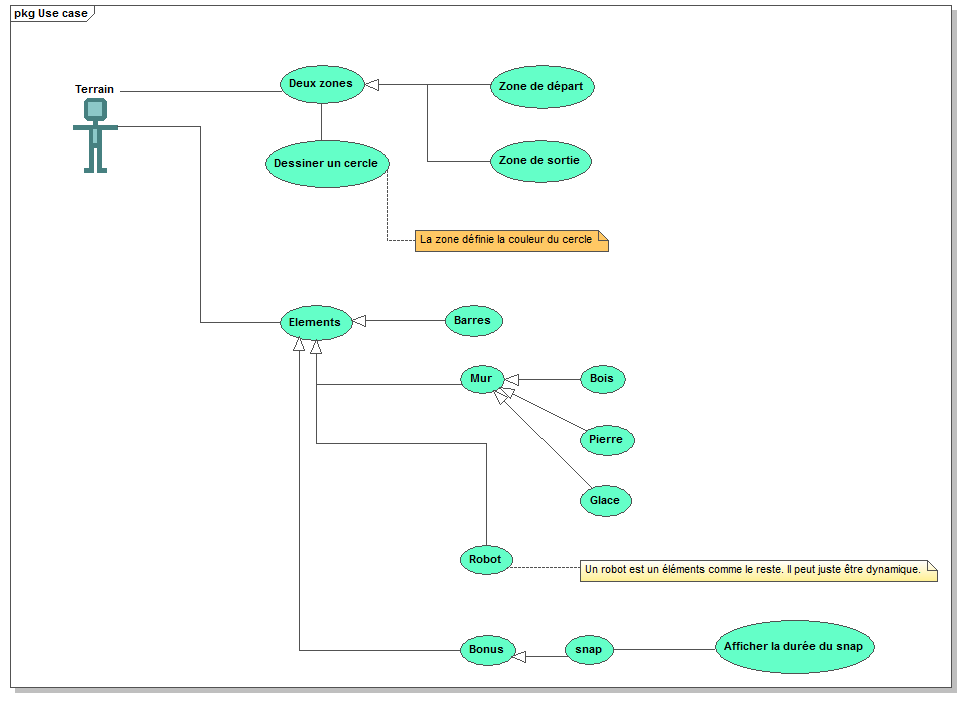 pkg Use case
Terrain
Deux zones
Zone de départ
Dessiner un cercle
Zone de sortie
La zone définie la couleur du cercle
Elements
Barres
Mur
Bois
Pierre
Glace
Robot
Un robot est un éléments comme le reste. Il peut juste être dynamique.
Bonus
snap
Afficher la durée du snap